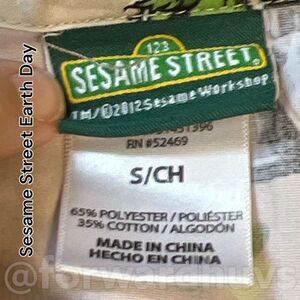 Sesame Street Earth Day
123
SESAME STREET®
TM/©2012 Sesame Workshop
RN #52469
S/CH
65% POLYESTER / POLIÉSTER
35% COTTON / ALGODÓN
MADE IN CHINA
HECHO EN CHINA
@forwardbuys